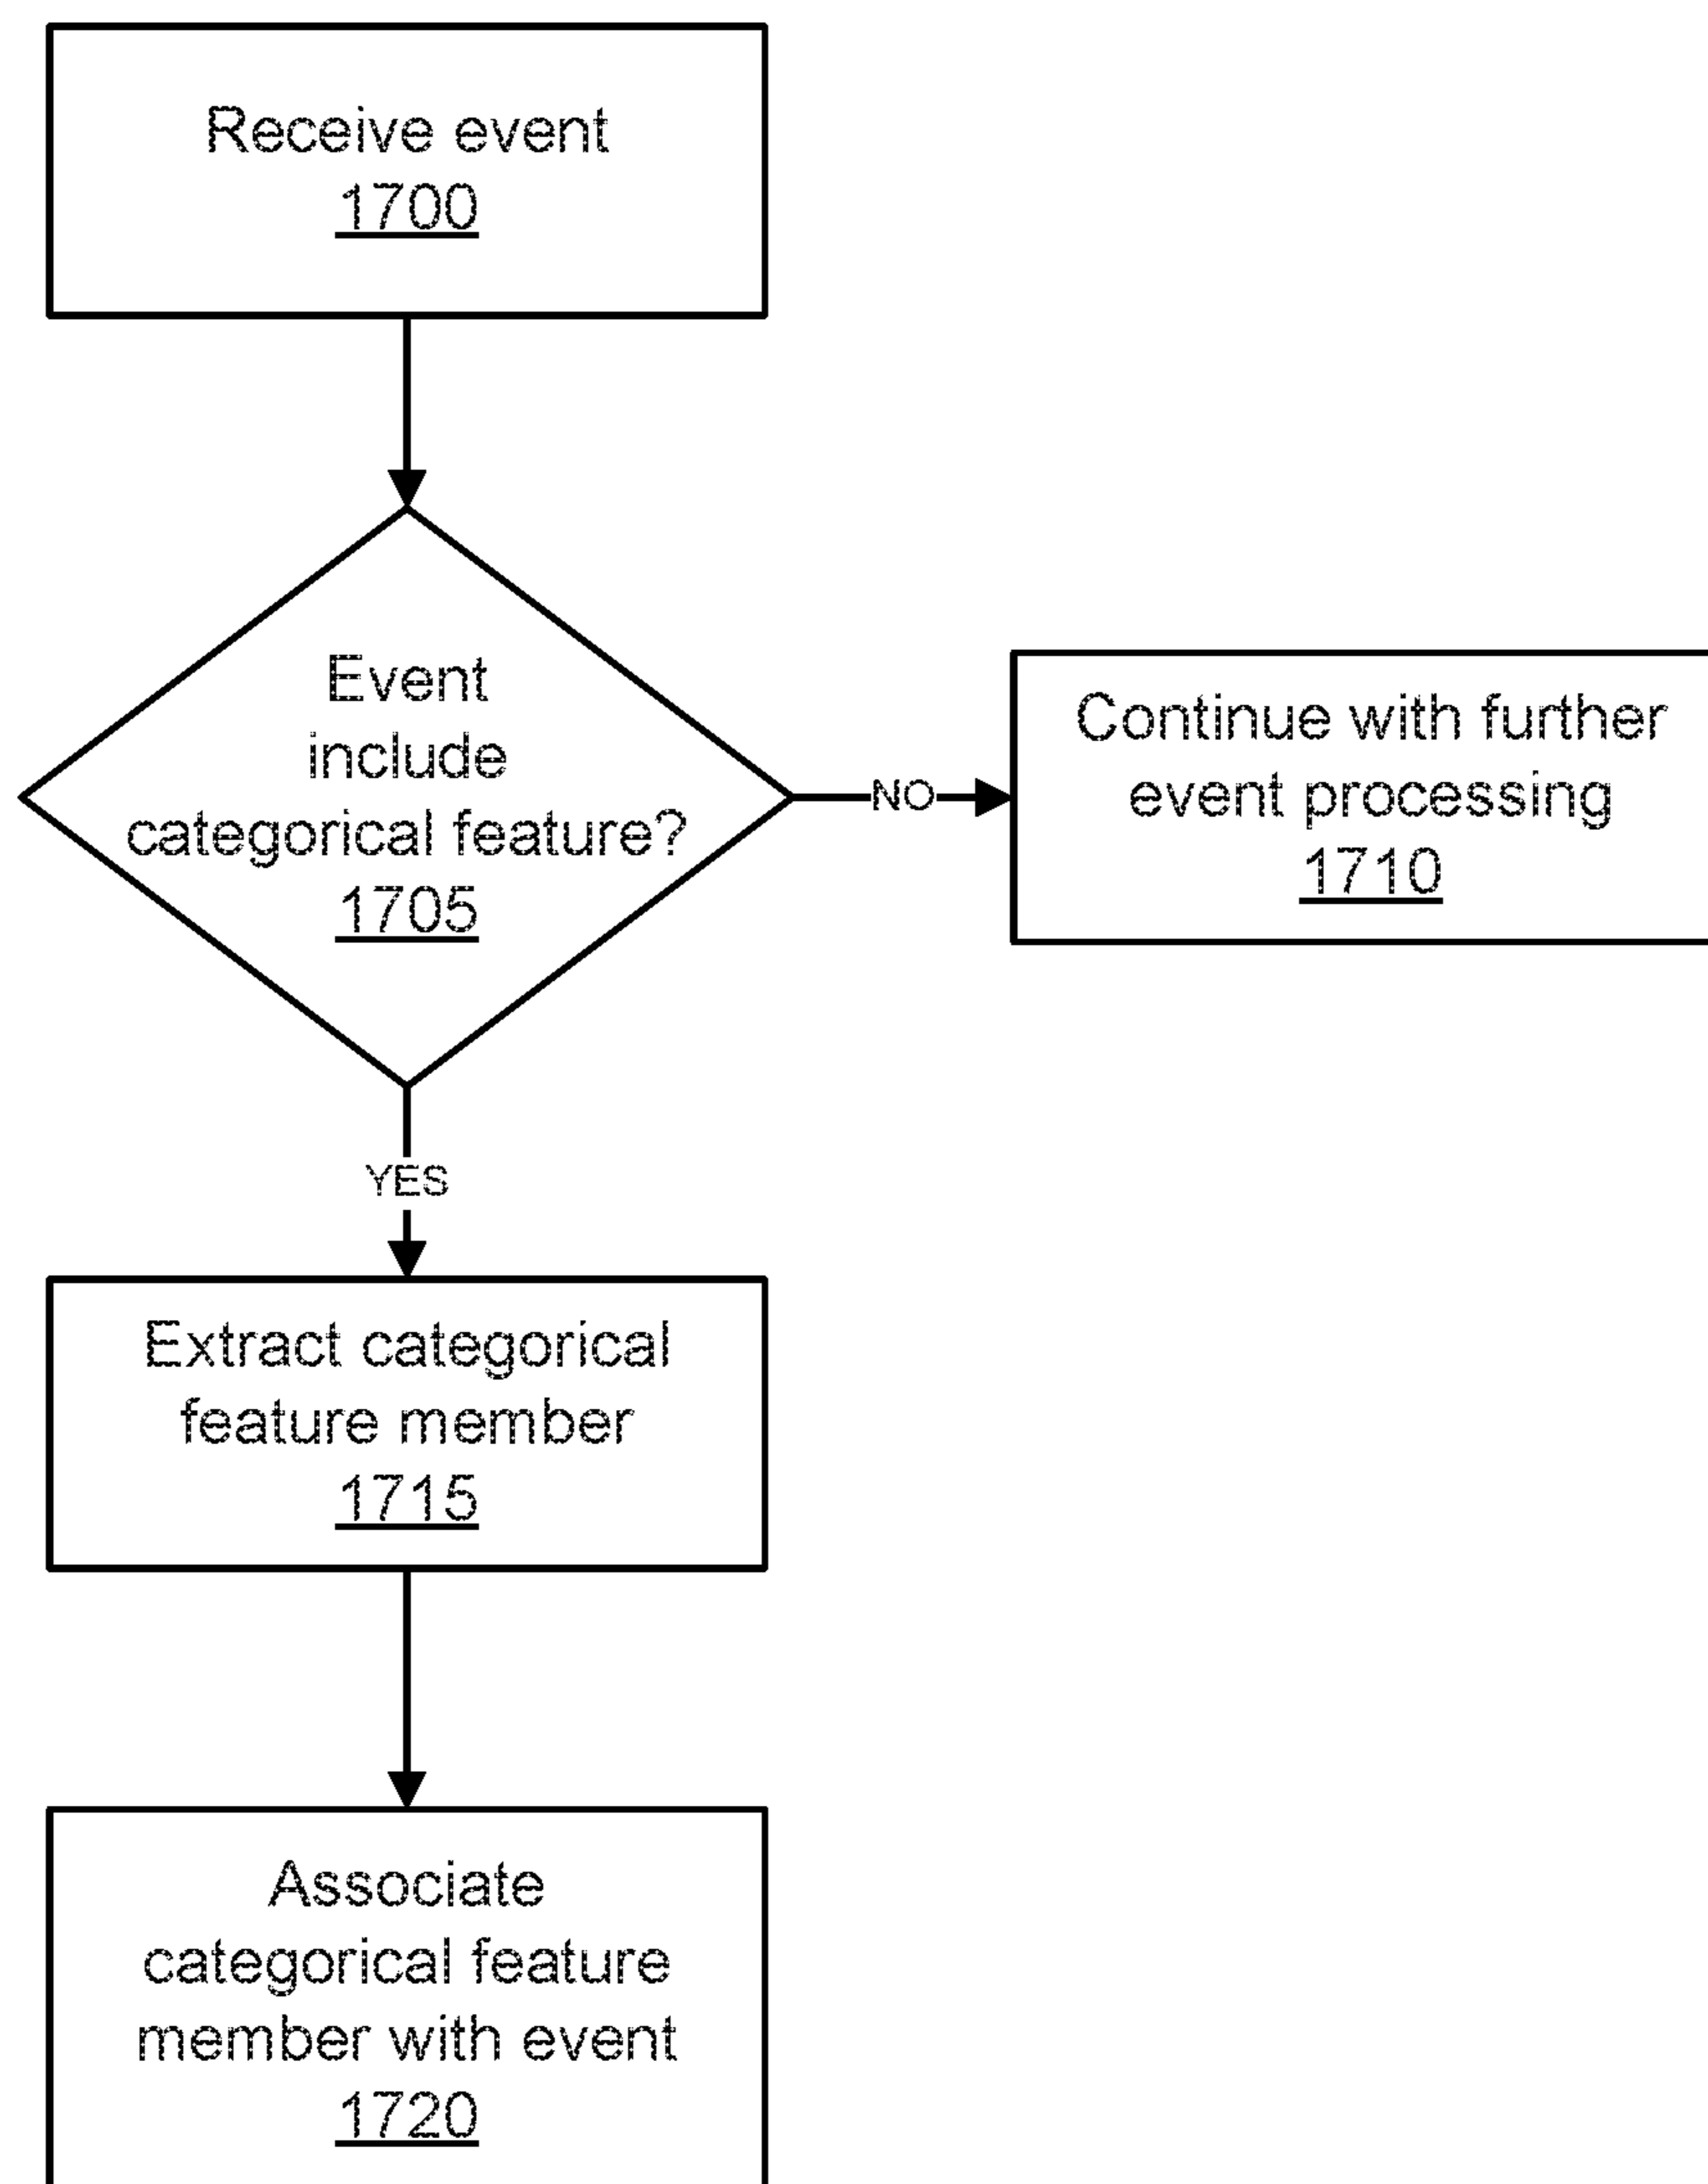 Receive event
1700
Event
include
categorical feature?
1705
NO
Continue with further
event processing
1710
YES
Extract categorical
feature member
1715
Associate
categorical feature
member with event
1720